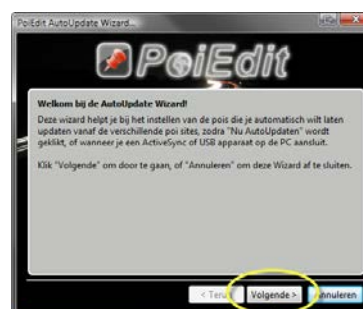 PoiEdit AutoUpdate Wizard...
PoiEdit
Welkom bij de AutoUpdate Wizard!
Deze wizard helpt je bij het instellen van de pois die je automatisch wilt laten
updaten vanaf de verschillende poi sites, zodra "Nu AutoUpdaten" wordt
geklikt, of wanneer je een ActiveSync of USB apparaat op de PC aansluit.
Klik "Volgende" om door te gaan, of "Annuleren" om deze Wizard af te sluiten.
< Terug Volgende > Annuleren